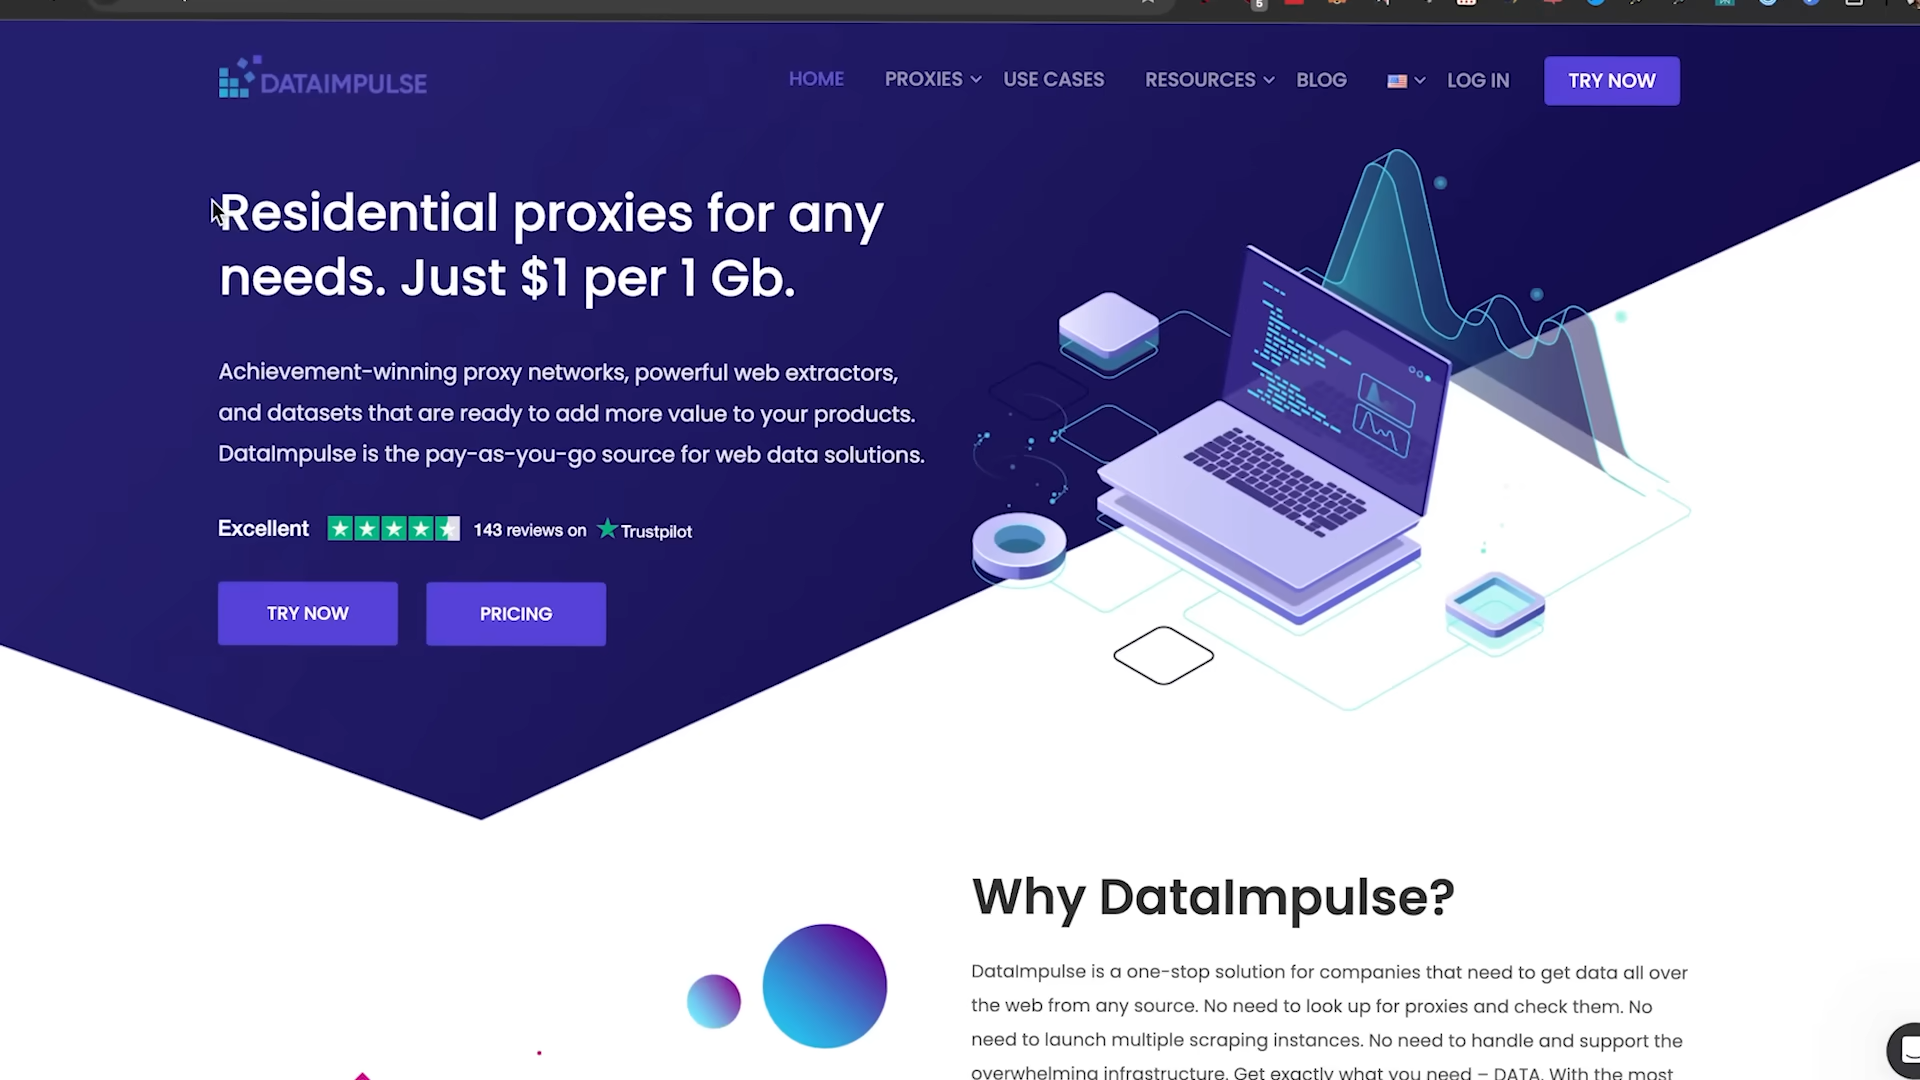 5
DATAIMPULSE
HOME
PROXIES
USE CASES
RESOURCES
BLOG
LOG IN
TRY NOW
Residential proxies for any
needs. Just $1 per 1 Gb.
Achievement-winning proxy networks, powerful web extractors,
and datasets that are ready to add more value to your products.
DataImpulse is the pay-as-you-go source for web data solutions.
Excellent
143 reviews on
Trustpilot
TRY NOW
PRICING
Why DataImpulse?
DataImpulse is a one-stop solution for companies that need to get data all over
the web from any source. No need to look up for proxies and check them. No
need to launch multiple scraping instances. No need to handle and support the
overwhelming infrastructure. Get exactly what you need – DATA. With the most